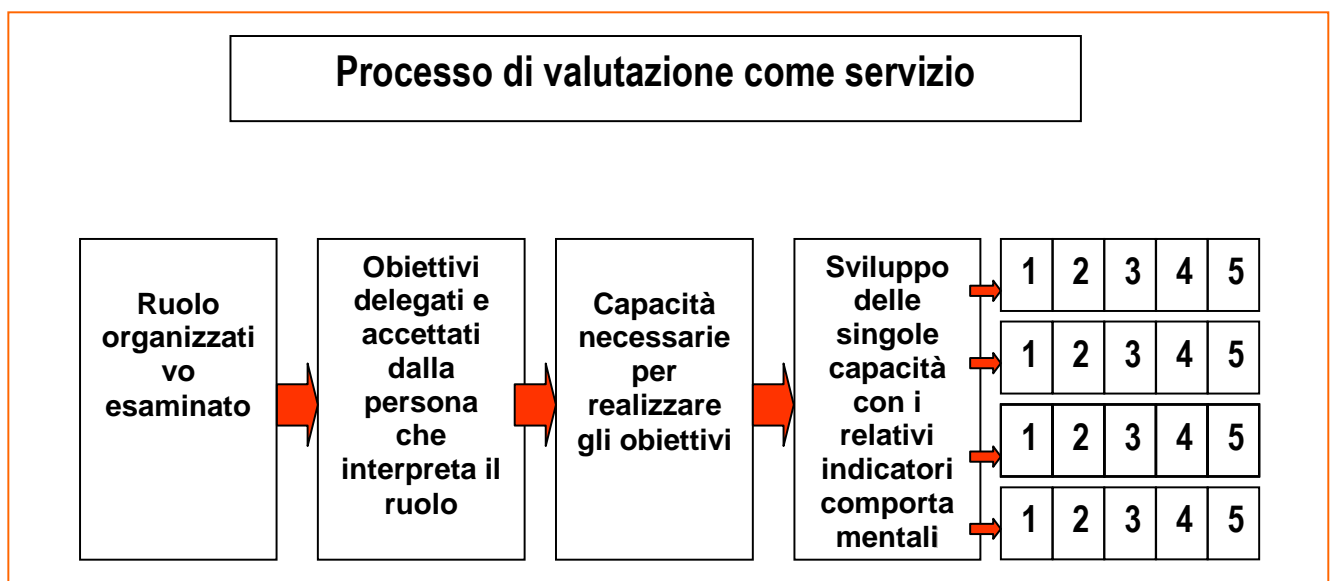 Processo di valutazione come servizio
Ruolo
organizzati
vo
esaminato
Obiettivi
delegati e
accettati
dalla
persona
che
interpreta il
ruolo
Capacità
necessarie
per
realizzare
gli obiettivi
Sviluppo
delle
singole
capacità
con i
relativi
indicatori
comporta
mentali
1 2 3 4 5
1 2 3 4 5
1 2 3 4 5
1 2 3 4 5